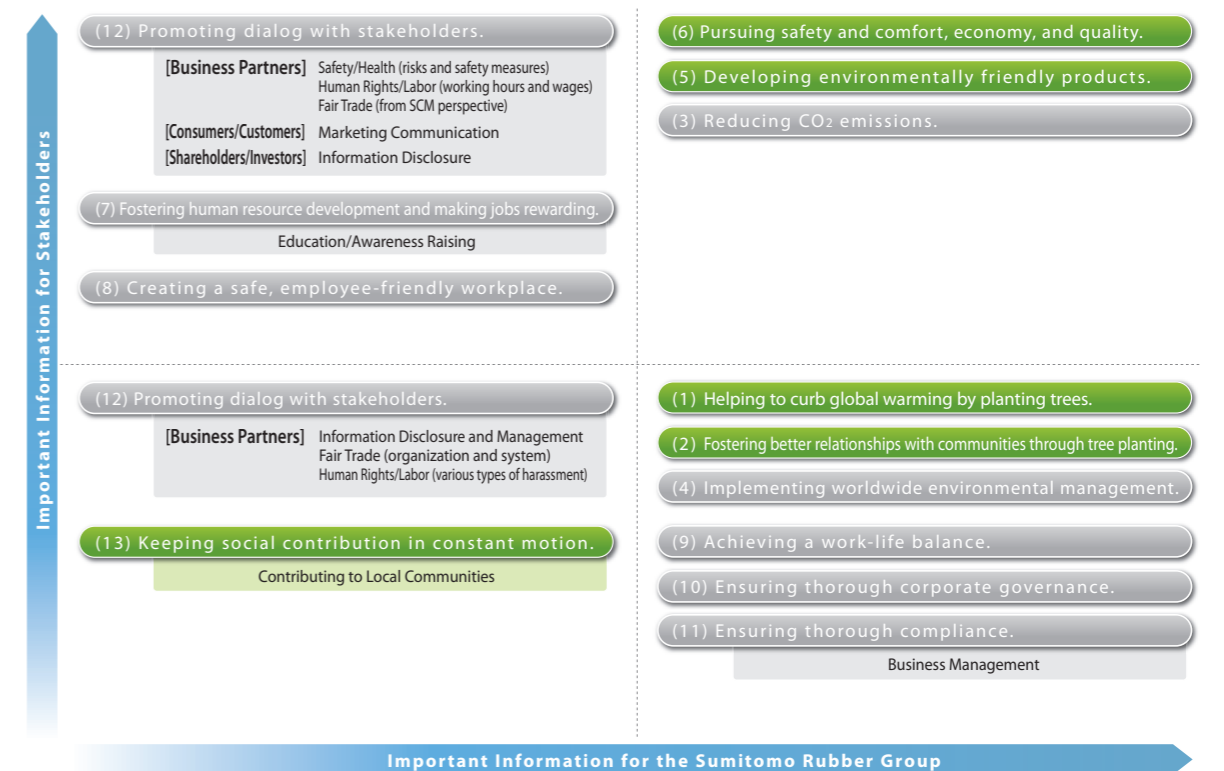 Important Information for Stakeholders
(12) Promoting dialog with stakeholders.
[Business Partners] Safety/Health (risks and safety measures)
Human Rights/Labor (working hours and wages)
Fair Trade (from SCM perspective)
[Consumers/Customers] Marketing Communication
[Shareholders/Investors] Information Disclosure
(7) Fostering human resource development and making jobs rewarding.
Education/Awareness Raising
(8) Creating a safe, employee-friendly workplace.
(6) Pursuing safety and comfort, economy, and quality.
(5) Developing environmentally friendly products.
(3) Reducing CO2 emissions.
(12) Promoting dialog with stakeholders.
[Business Partners] Information Disclosure and Management
Fair Trade (organization and system)
Human Rights/Labor (various types of harassment)
(13) Keeping social contribution in constant motion.
Contributing to Local Communities
(1) Helping to curb global warming by planting trees.
(2) Fostering better relationships with communities through tree planting.
(4) Implementing worldwide environmental management.
(9) Achieving a work-life balance.
(10) Ensuring thorough corporate governance.
(11) Ensuring thorough compliance.
Business Management
Important Information for the Sumitomo Rubber Group